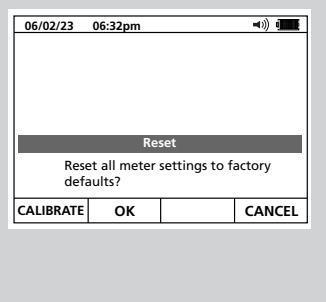 06/02/23 06:32pm
Reset
Reset all meter settings to factory
defaults?
CALIBRATE OK CANCEL